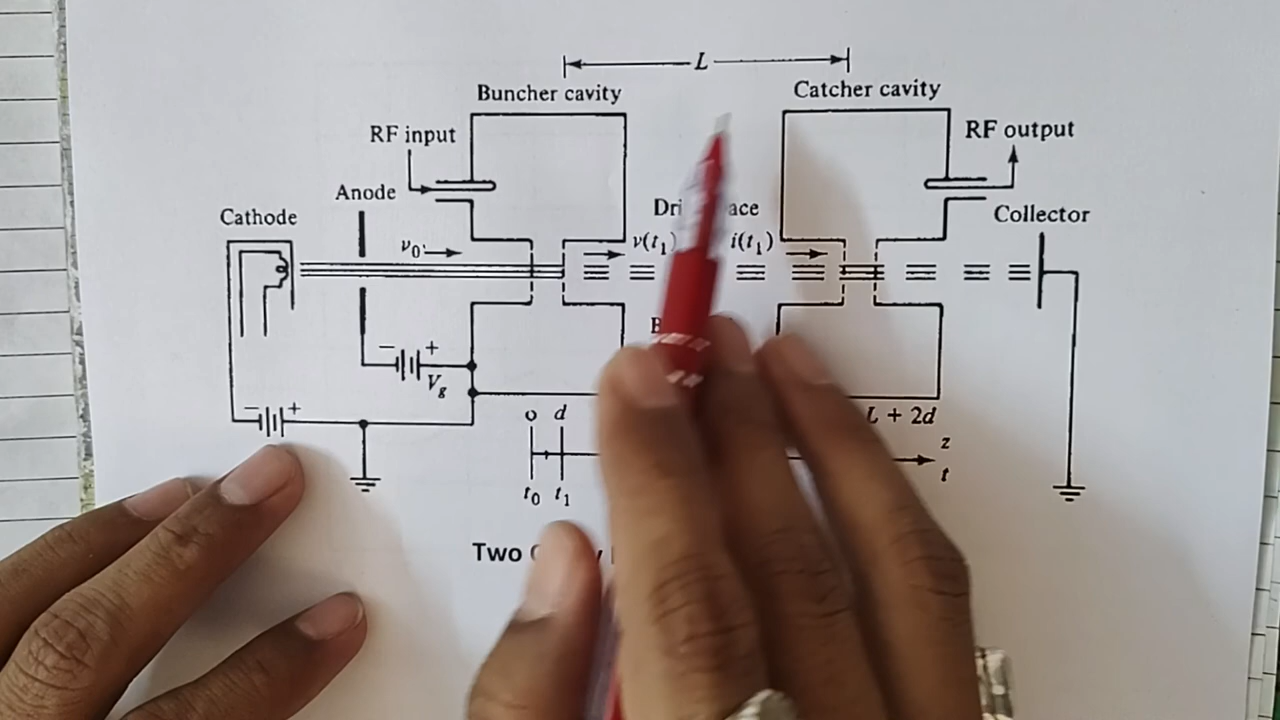 L
Buncher cavity
Catcher cavity
RF input
RF output
Anode
Cathode
Collector
v0
v(t1)
i(t1)
- +
Vg
- +
o d
L + 2d
z
t
t0 t1
Two